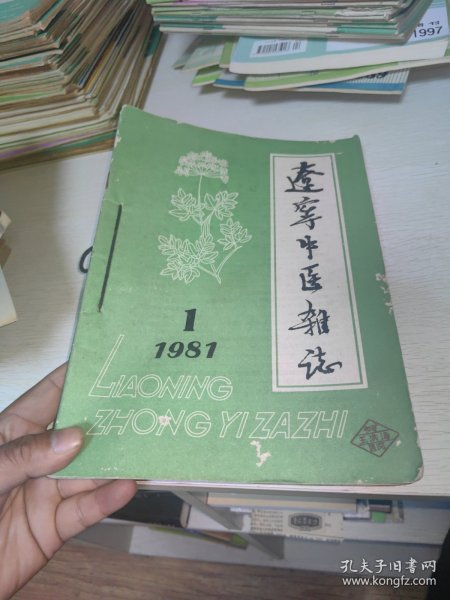 遼寧中医雜誌
1
1981
LIAONING
ZHONG YI ZAZHI
1997
孔夫子旧书网
www.kongfz.com